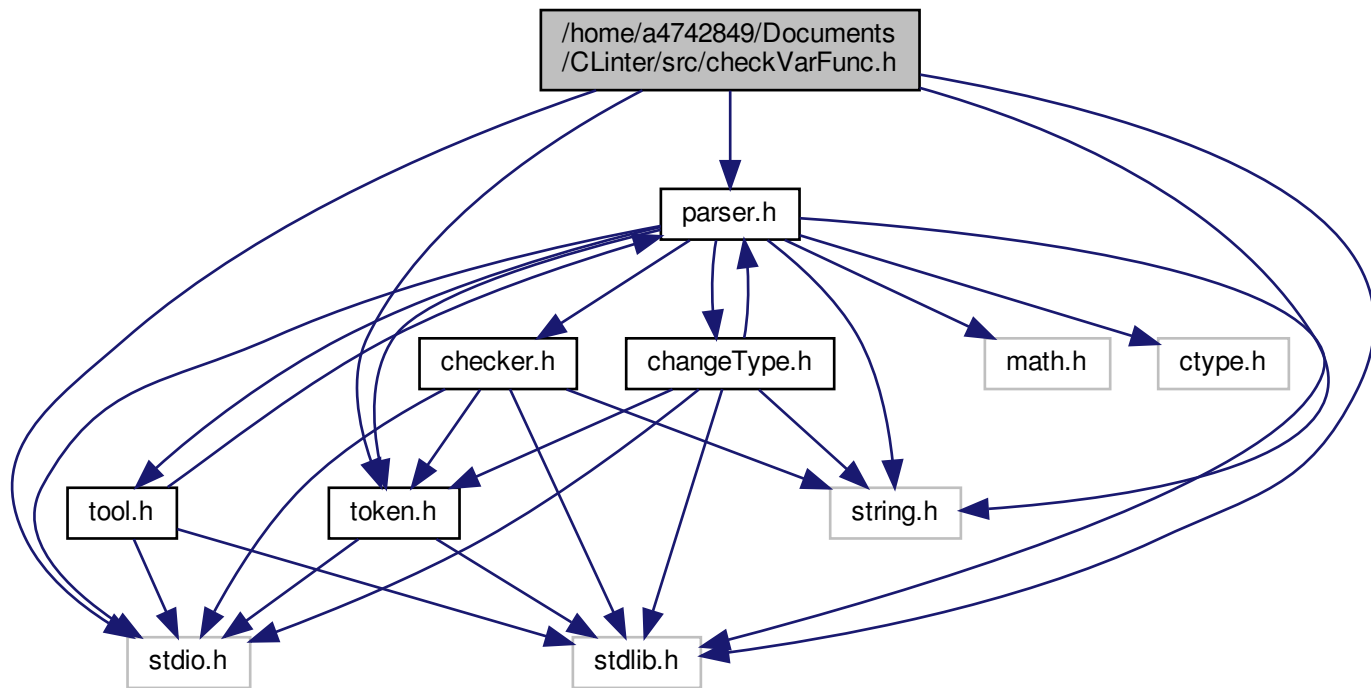 /home/a4742849/Documents
/CLinter/src/checkVarFunc.h
parser.h
checker.h
changeType.h
math.h
ctype.h
tool.h
token.h
string.h
stdio.h
stdlib.h